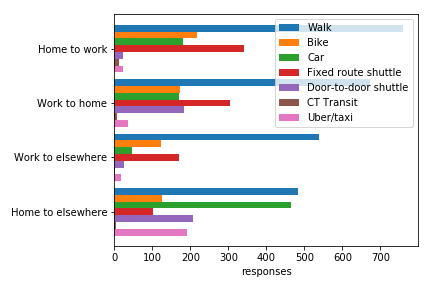 Walk
Bike
Car
Fixed route shuttle
Door-to-door shuttle
CT Transit
Uber/taxi
Home to work
Work to home
Work to elsewhere
Home to elsewhere
0 100 200 300 400 500 600 700
responses